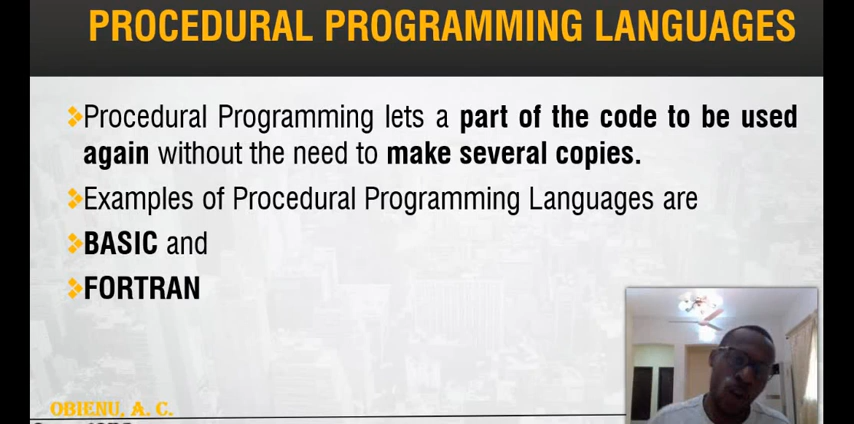 PROCEDURAL PROGRAMMING LANGUAGES
Procedural Programming lets a part of the code to be used
again without the need to make several copies.
Examples of Procedural Programming Languages are
BASIC and
FORTRAN
OBIENU, A. C.